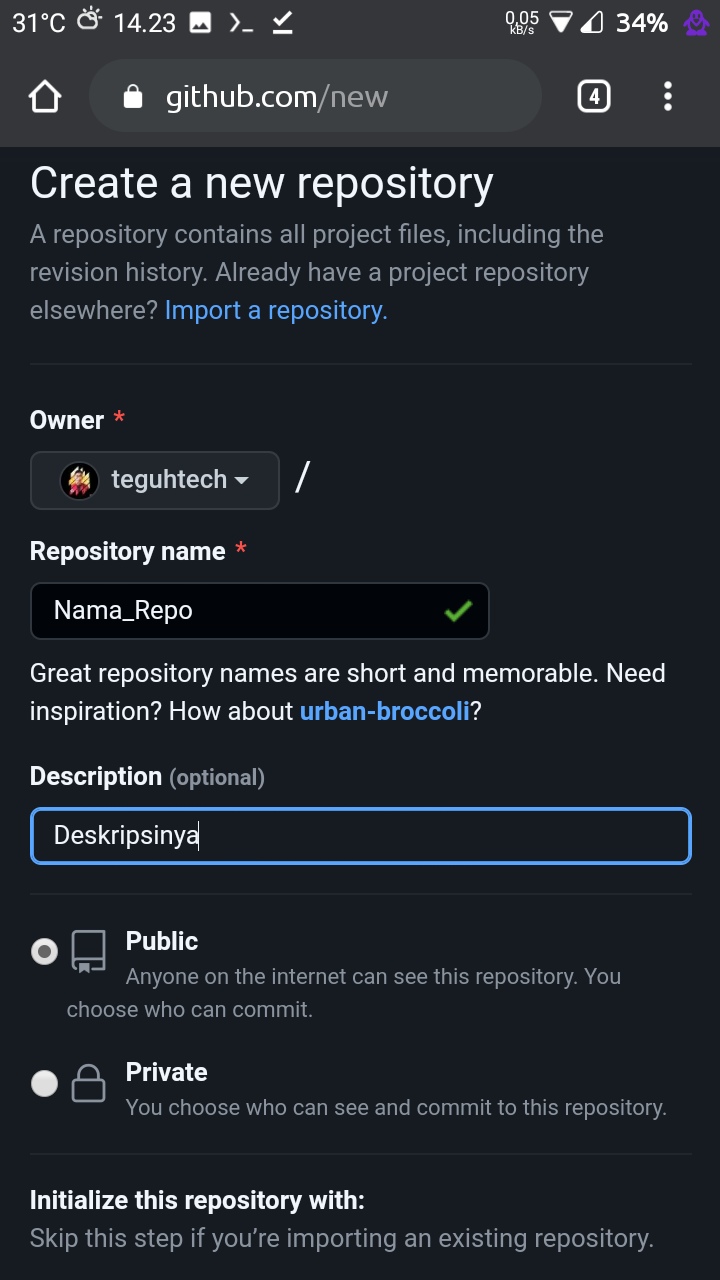 31°C 14.23 0,05 kB/s 34%
github.com/new 4
Create a new repository
A repository contains all project files, including the
revision history. Already have a project repository
elsewhere? Import a repository.
Owner *
teguhtech /
Repository name *
Nama_Repo
Great repository names are short and memorable. Need
inspiration? How about urban-broccoli?
Description (optional)
Deskripsinya
Public
Anyone on the internet can see this repository. You
choose who can commit.
Private
You choose who can see and commit to this repository.
Initialize this repository with:
Skip this step if you’re importing an existing repository.